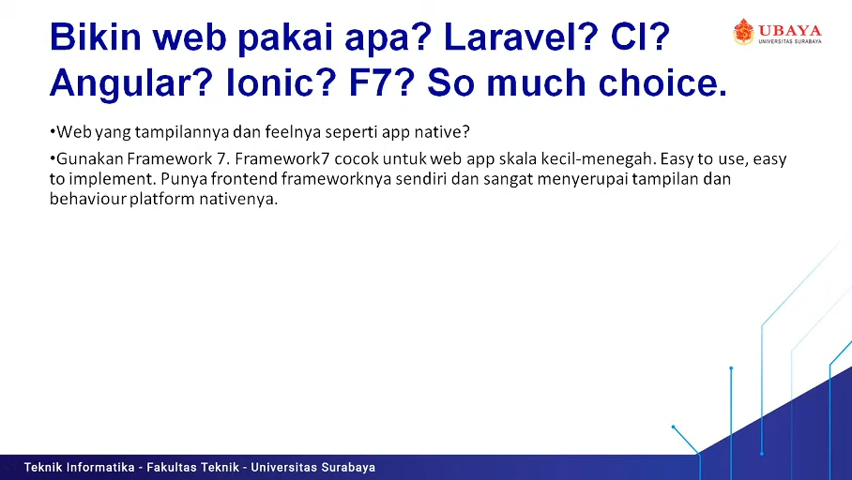 Bikin web pakai apa? Laravel? CI?
Angular? Ionic? F7? So much choice.
UBAYA
UNIVERSITAS SURABAYA
•Web yang tampilannya dan feelnya seperti app native?
•Gunakan Framework 7. Framework7 cocok untuk web app skala kecil-menegah. Easy to use, easy
to implement. Punya frontend frameworknya sendiri dan sangat menyerupai tampilan dan
behaviour platform nativenya.
Teknik Informatika - Fakultas Teknik - Universitas Surabaya